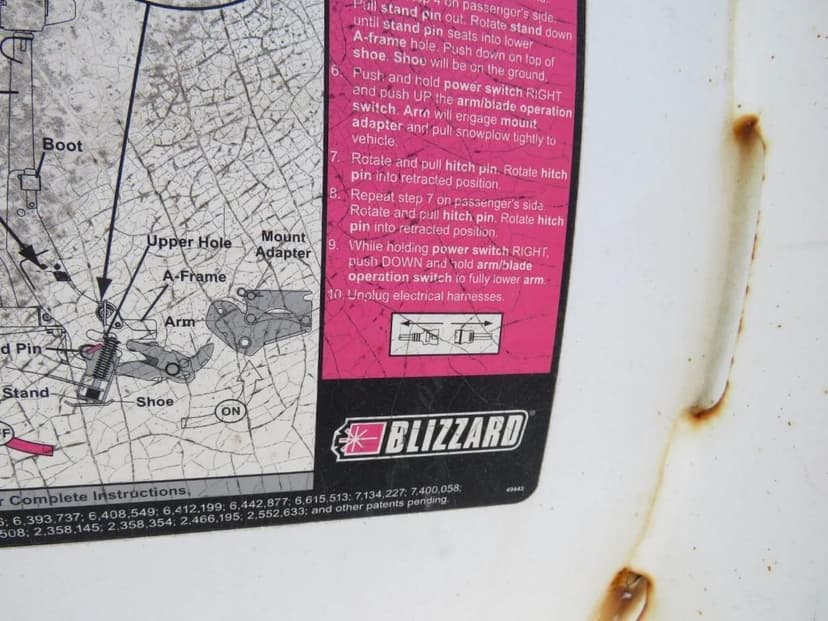 on passenger's side.
Pull stand pin out. Rotate stand down
until stand pin seats into lower
A-frame hole. Push down on top of
shoe. Shoe will be on the ground.
6. Push and hold power switch RIGHT
and push UP the arm/blade operation
switch. Arm will engage mount
adapter and pull snowplow tightly to
vehicle.
7. Rotate and pull hitch pin. Rotate hitch
pin into retracted position.
8. Repeat step 7 on passenger's side.
Rotate and pull hitch pin. Rotate hitch
pin into retracted position.
9. While holding power switch RIGHT,
push DOWN and hold arm/blade
operation switch to fully lower arm.
10. Unplug electrical harnesses.
Boot
Upper Hole
Mount
Adapter
A-Frame
Arm
d Pin
Stand
Shoe
ON
FF
BLIZZARD®
r Complete Instructions.
6; 6,393,737; 6,408,549; 6,412,199; 6,442,877; 6,615,513; 7,134,227; 7,400,058;
508; 2,358,145; 2,358,354; 2,466,195; 2,552,633; and other patents pending.